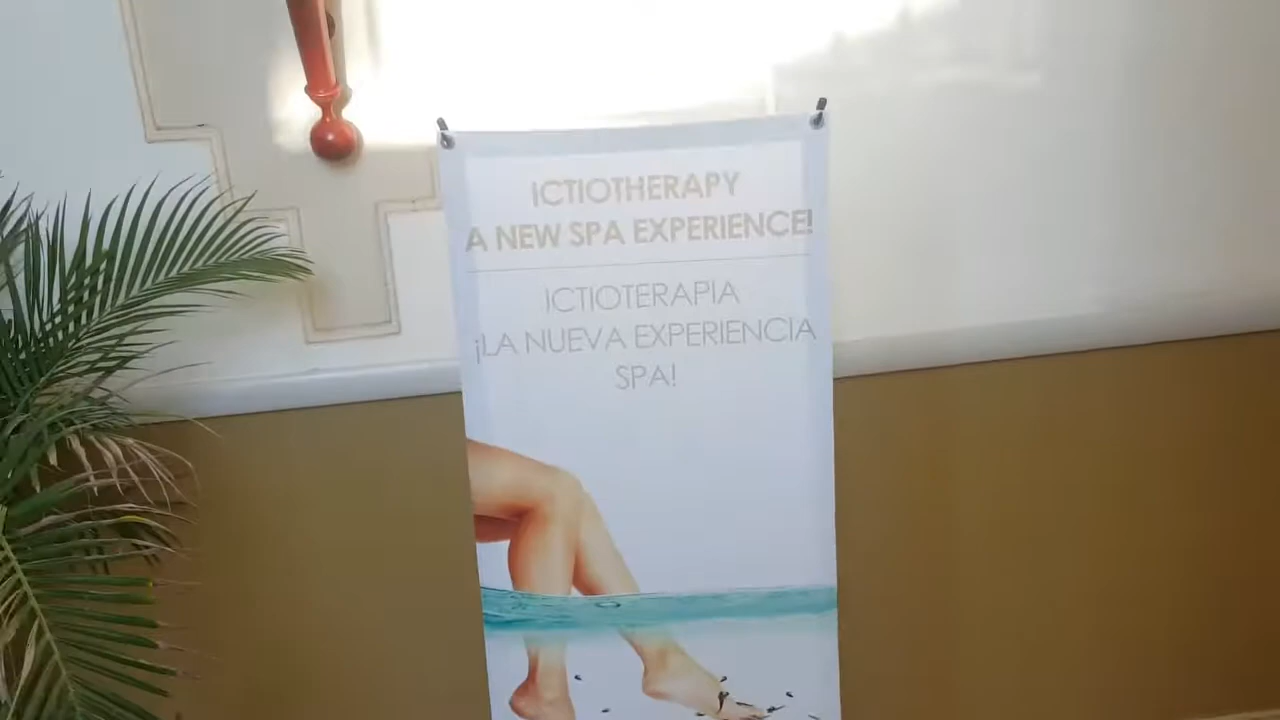 ICTIOTHERAPY
A NEW SPA EXPERIENCE!
ICTIOTERAPIA
¡LA NUEVA EXPERIENCIA
SPA!